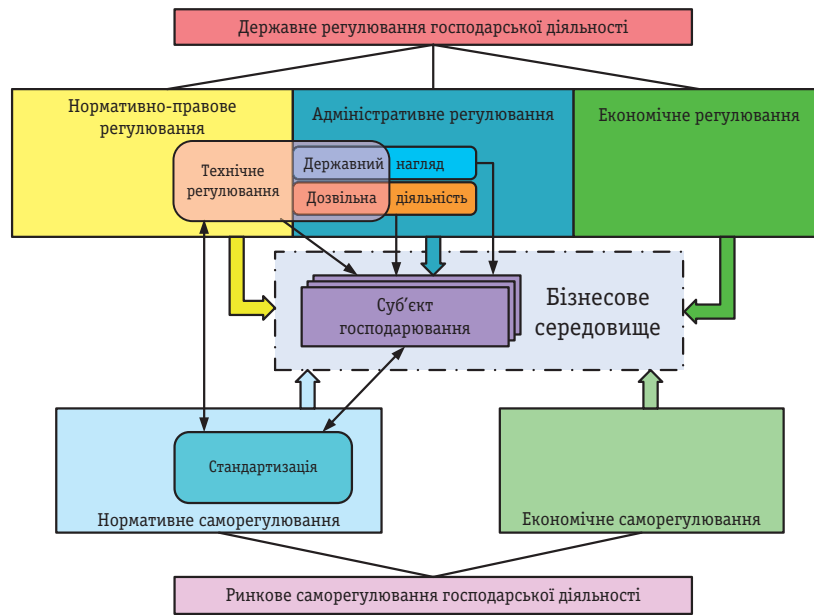 Державне регулювання господарської діяльності
Нормативно-правове
регулювання
Адміністративне регулювання
Економічне регулювання
Технічне
регулювання
Державний нагляд
Дозвільна діяльність
Суб’єкт
господарювання
Бізнесове
середовище
Стандартизація
Нормативне саморегулювання
Економічне саморегулювання
Ринкове саморегулювання господарської діяльності